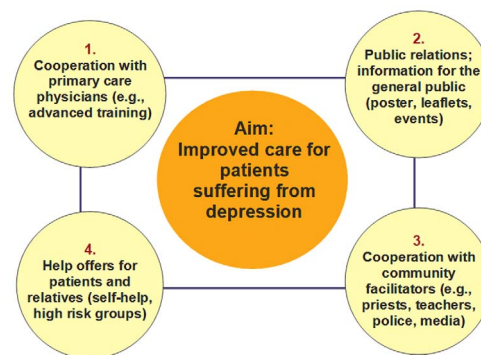 1.
Cooperation with
primary care
physicians (e.g.,
advanced training)
2.
Public relations;
information for the
general public
(poster, leaflets,
events)
Aim:
Improved care for
patients
suffering from
depression
3.
Cooperation with
community
facilitators (e.g.,
priests, teachers,
police, media)
4.
Help offers for
patients and
relatives (self-help,
high risk groups)